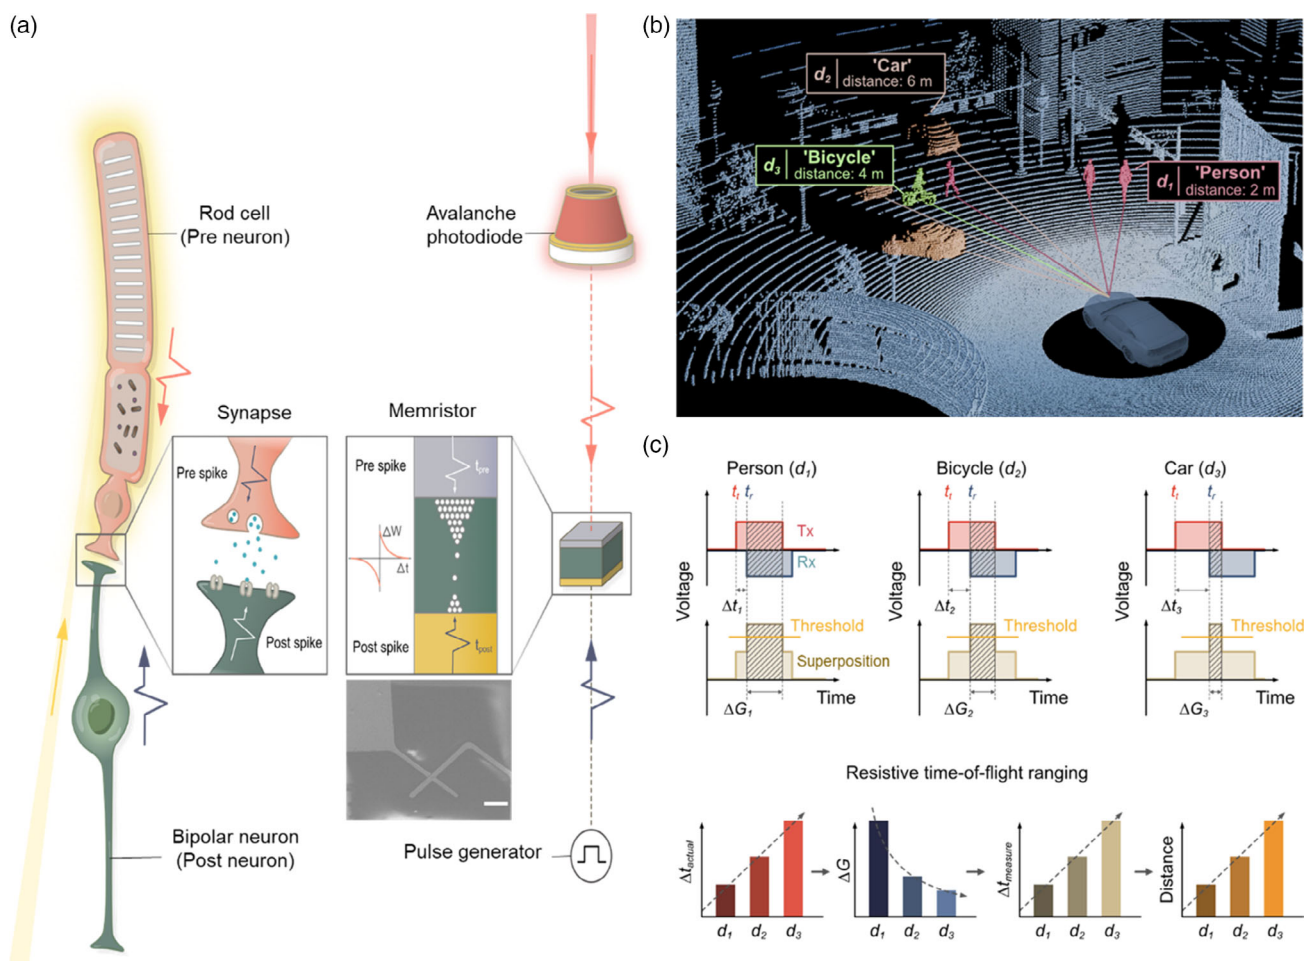 (a)
Rod cell
(Pre neuron)
Avalanche
photodiode
Synapse
Memristor
Pre spike
Post spike
Pre spike
t_pre
ΔW
Δt
Post spike
t_post
Bipolar neuron
(Post neuron)
Pulse generator
(b)
d₂ 'Car'
distance: 6 m
d₃ 'Bicycle'
distance: 4 m
d₁ 'Person'
distance: 2 m
(c)
Person (d₁)
Bicycle (d₂)
Car (d₃)
t_t t_r
t_t t_r
t_t t_r
Voltage
Tx
Rx
Voltage
Voltage
Δt₁
Δt₂
Δt₃
Threshold
Threshold
Threshold
Superposition
Time
Time
Time
ΔG₁
ΔG₂
ΔG₃
Resistive time-of-flight ranging
Δt_actual
d₁ d₂ d₃
ΔG
d₁ d₂ d₃
Δt_measure
d₁ d₂ d₃
Distance
d₁ d₂ d₃